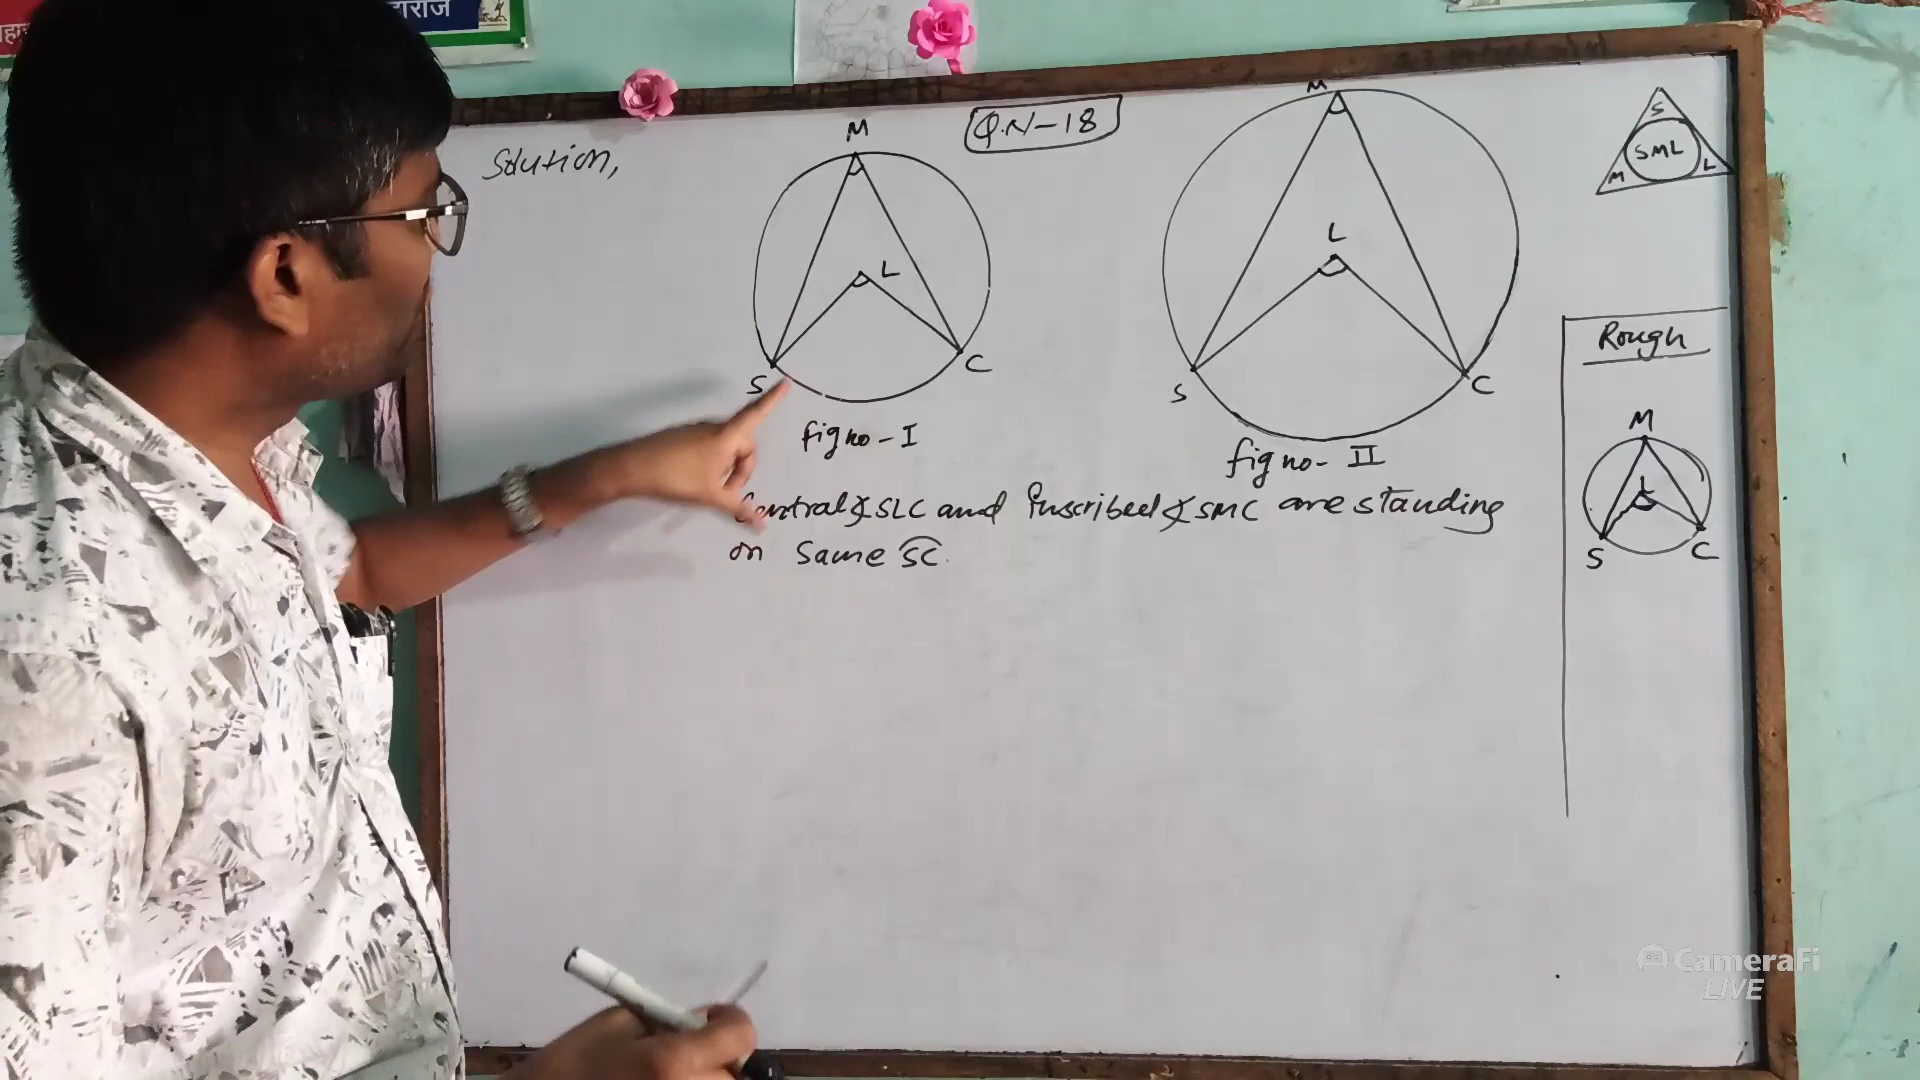 हाराज
Q.N-18
Solution,
M
L
S
C
fig no - I
M
L
S
C
fig no - II
S
SML
M
L
Rough
M
L
S
C
Central ∡SLC and Inscribed ∡SMC are standing
on same SC.
CameraFi
LIVE